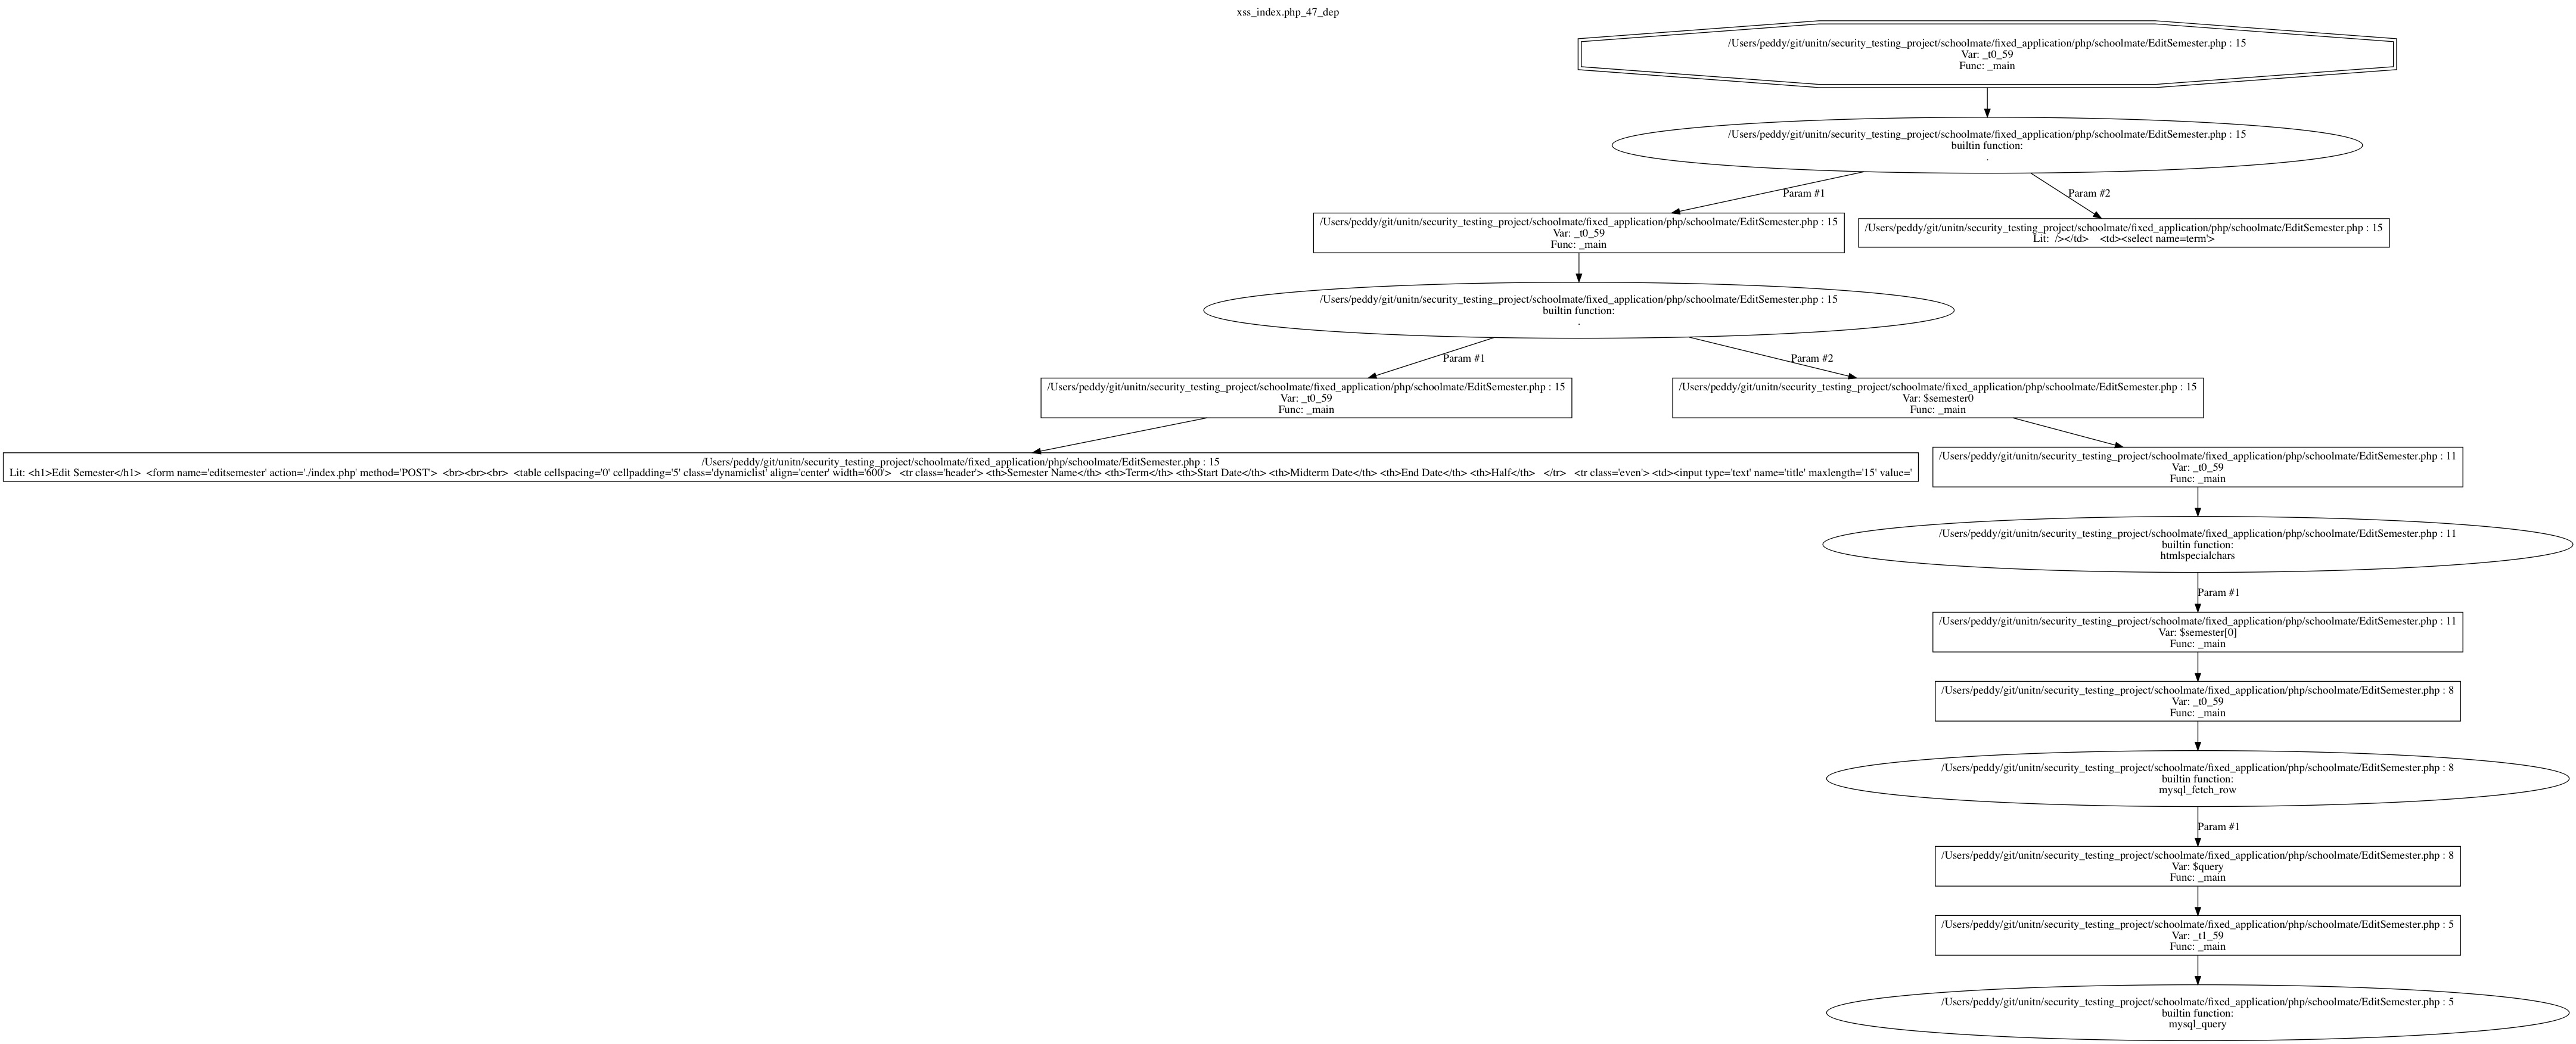 xss_index.php_47_dep
/Users/peddy/git/unitn/security_testing_project/schoolmate/fixed_application/php/schoolmate/EditSemester.php : 15
Var: _t0_59
Func: _main
/Users/peddy/git/unitn/security_testing_project/schoolmate/fixed_application/php/schoolmate/EditSemester.php : 15
builtin function:
.
Param #1
Param #2
/Users/peddy/git/unitn/security_testing_project/schoolmate/fixed_application/php/schoolmate/EditSemester.php : 15
Var: _t0_59
Func: _main
/Users/peddy/git/unitn/security_testing_project/schoolmate/fixed_application/php/schoolmate/EditSemester.php : 15
Lit:  /></td>    <td><select name=term'>
/Users/peddy/git/unitn/security_testing_project/schoolmate/fixed_application/php/schoolmate/EditSemester.php : 15
builtin function:
.
Param #1
Param #2
/Users/peddy/git/unitn/security_testing_project/schoolmate/fixed_application/php/schoolmate/EditSemester.php : 15
Var: _t0_59
Func: _main
/Users/peddy/git/unitn/security_testing_project/schoolmate/fixed_application/php/schoolmate/EditSemester.php : 15
Var: $semester0
Func: _main
/Users/peddy/git/unitn/security_testing_project/schoolmate/fixed_application/php/schoolmate/EditSemester.php : 15
Lit: <h1>Edit Semester</h1>  <form name='editsemester' action='./index.php' method='POST'>  <br><br><br>  <table cellspacing='0' cellpadding='5' class='dynamiclist' align='center' width='600'>   <tr class='header'> <th>Semester Name</th> <th>Term</th> <th>Start Date</th> <th>Midterm Date</th> <th>End Date</th> <th>Half</th>   </tr>   <tr class='even'> <td><input type='text' name='title' maxlength='15' value='
/Users/peddy/git/unitn/security_testing_project/schoolmate/fixed_application/php/schoolmate/EditSemester.php : 11
Var: _t0_59
Func: _main
/Users/peddy/git/unitn/security_testing_project/schoolmate/fixed_application/php/schoolmate/EditSemester.php : 11
builtin function:
htmlspecialchars
Param #1
/Users/peddy/git/unitn/security_testing_project/schoolmate/fixed_application/php/schoolmate/EditSemester.php : 11
Var: $semester[0]
Func: _main
/Users/peddy/git/unitn/security_testing_project/schoolmate/fixed_application/php/schoolmate/EditSemester.php : 8
Var: _t0_59
Func: _main
/Users/peddy/git/unitn/security_testing_project/schoolmate/fixed_application/php/schoolmate/EditSemester.php : 8
builtin function:
mysql_fetch_row
Param #1
/Users/peddy/git/unitn/security_testing_project/schoolmate/fixed_application/php/schoolmate/EditSemester.php : 8
Var: $query
Func: _main
/Users/peddy/git/unitn/security_testing_project/schoolmate/fixed_application/php/schoolmate/EditSemester.php : 5
Var: _t1_59
Func: _main
/Users/peddy/git/unitn/security_testing_project/schoolmate/fixed_application/php/schoolmate/EditSemester.php : 5
builtin function:
mysql_query